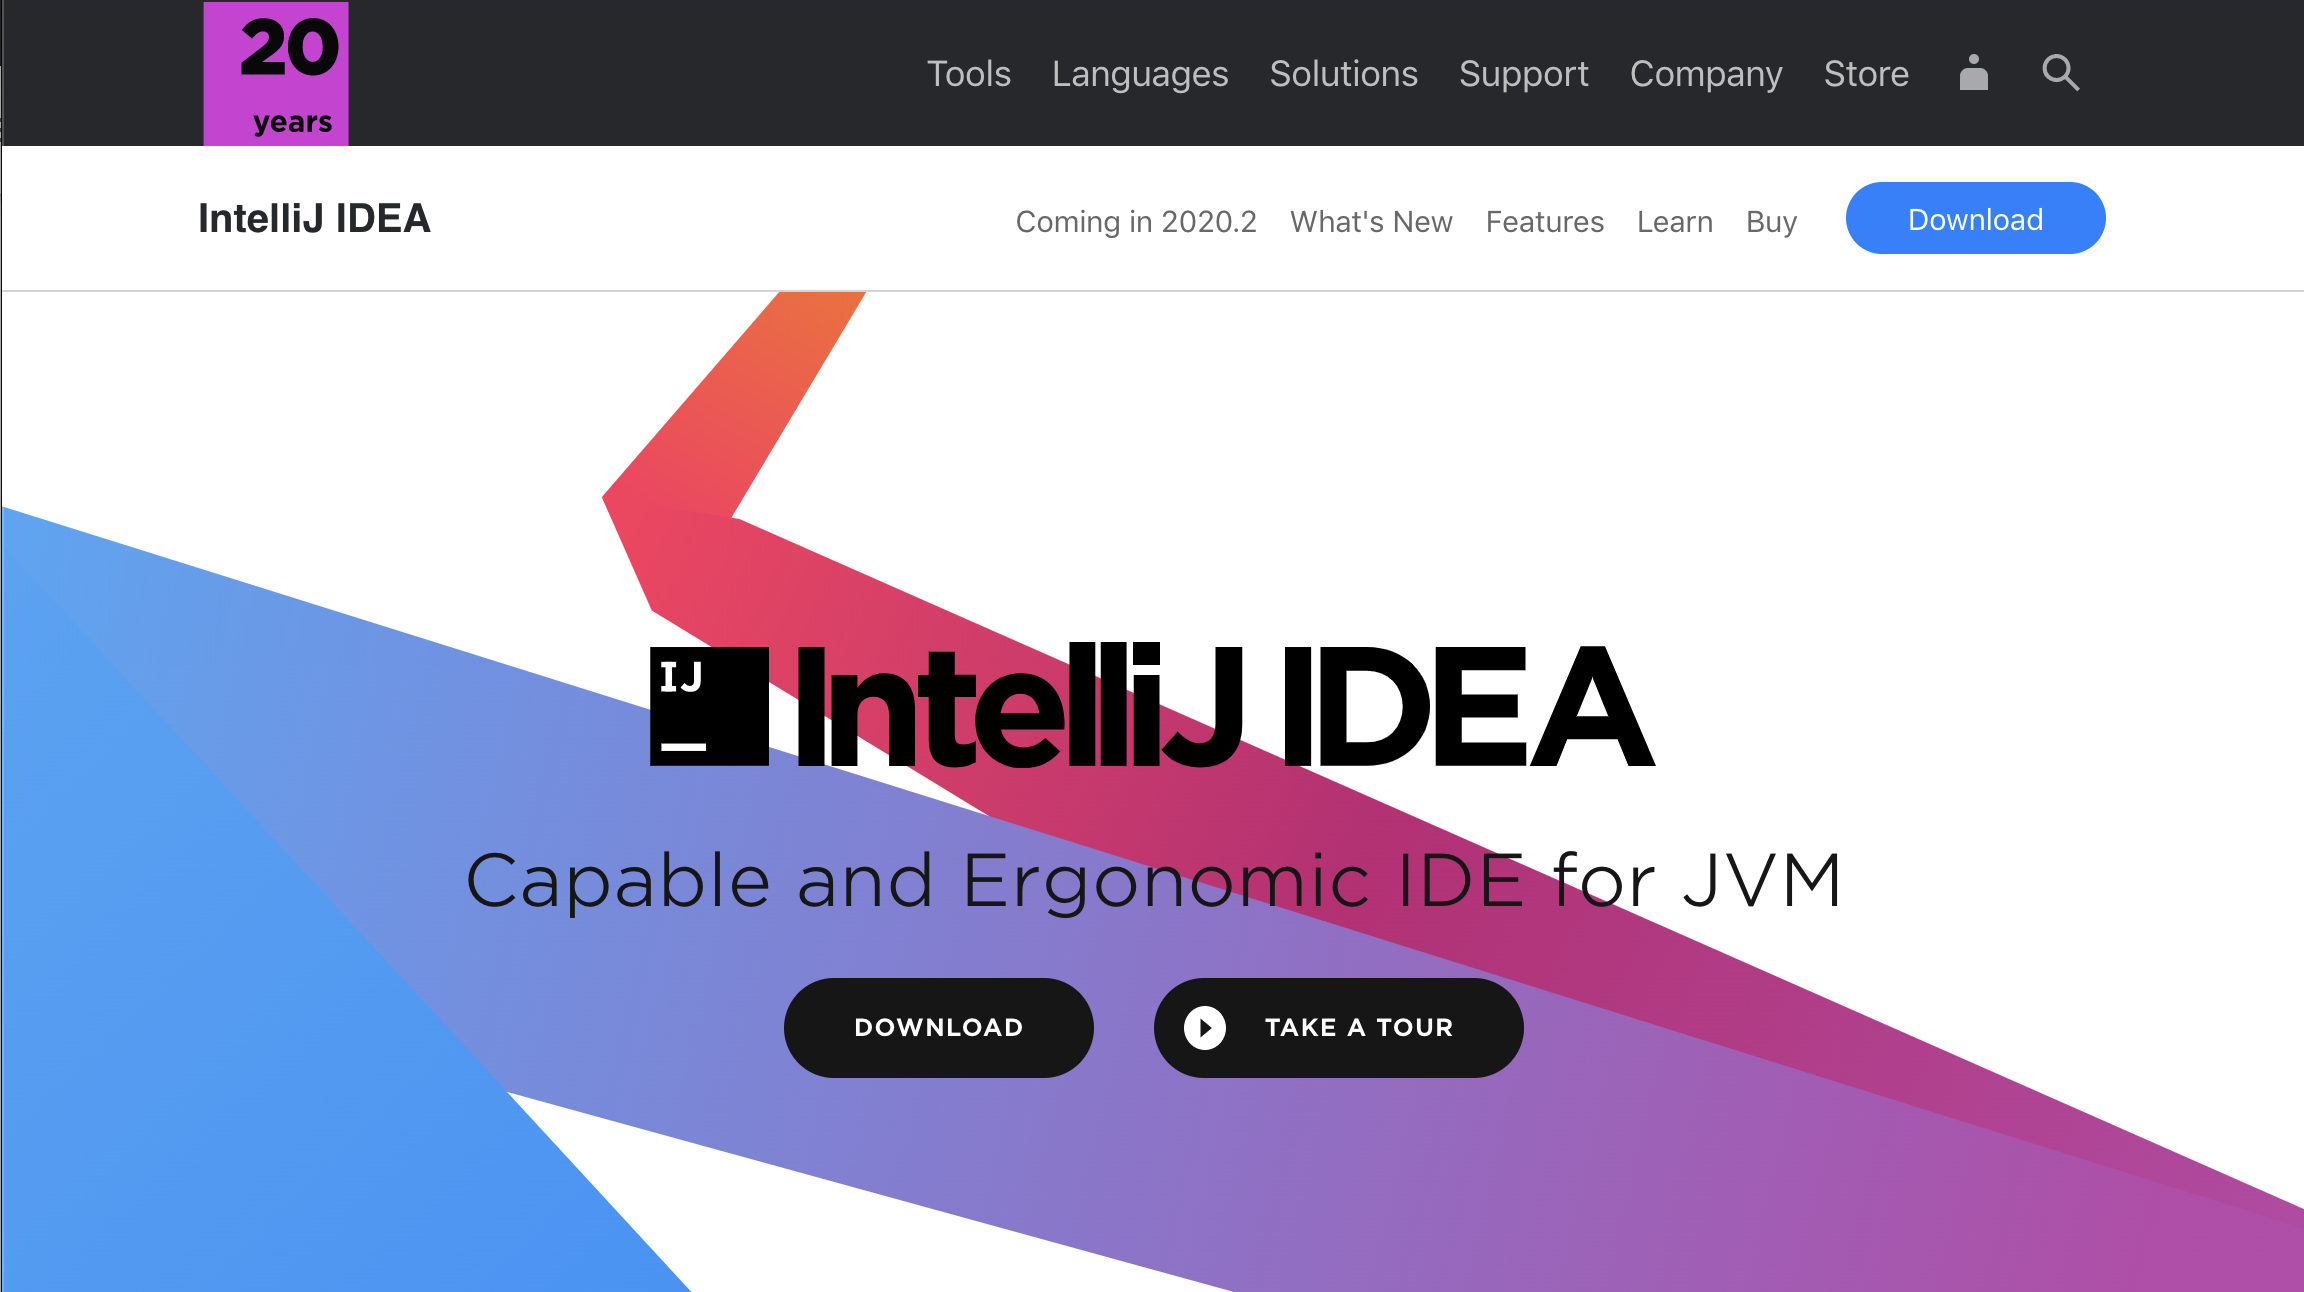 20
years
Tools Languages Solutions Support Company Store
IntelliJ IDEA
Coming in 2020.2 What's New Features Learn Buy Download
IJ IntelliJ IDEA
Capable and Ergonomic IDE for JVM
DOWNLOAD TAKE A TOUR